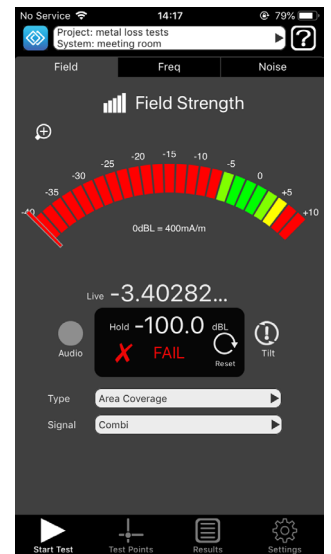 No Service 14:17 79%
Project: metal loss tests
System: meeting room
?
Field Freq Noise
Field Strength
-40 -35 -30 -25 -20 -15 -10 -5 0 +5 +10
0dBL = 400mA/m
Live -3.40282...
Hold -100.0 dBL
✗ FAIL
Reset
Audio Tilt
Type Area Coverage
Signal Combi
Start Test Test Points Results Settings